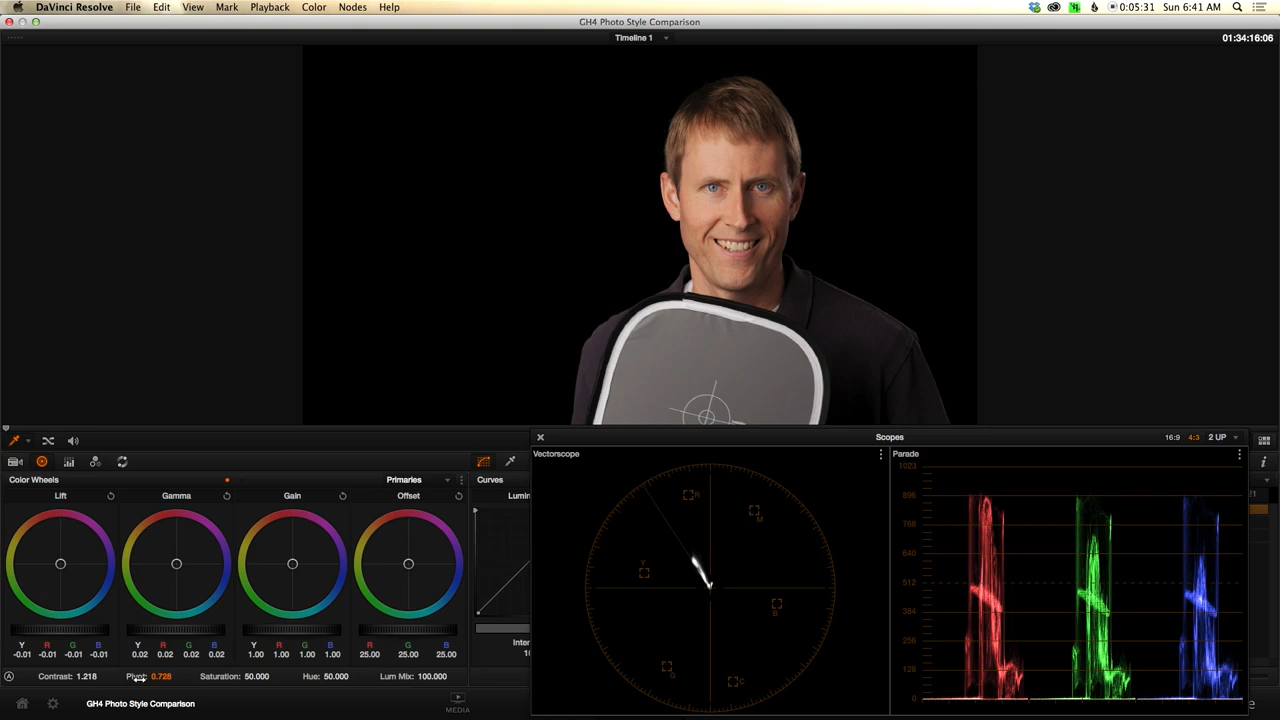 DaVinci Resolve File Edit View Mark Playback Color Nodes Help 0:05:31 Sun 6:41 AM
GH4 Photo Style Comparison
Timeline 1 01:34:16:06
Scopes 16:9 4:3 2 UP
Vectorscope Parade
Color Wheels Primaries Curves
Lift Gamma Gain Offset
1023
896
768
640
512
384
256
128
0
R M Y B G C
Y R G B Y R G B Y R G B R G B
-0.01 -0.01 -0.01 -0.01 0.02 0.02 0.02 0.02 1.00 1.00 1.00 1.00 25.00 25.00 25.00
Contrast: 1.218 Pivot: 0.728 Saturation: 50.000 Hue: 50.000 Lum Mix: 100.000
GH4 Photo Style Comparison MEDIA